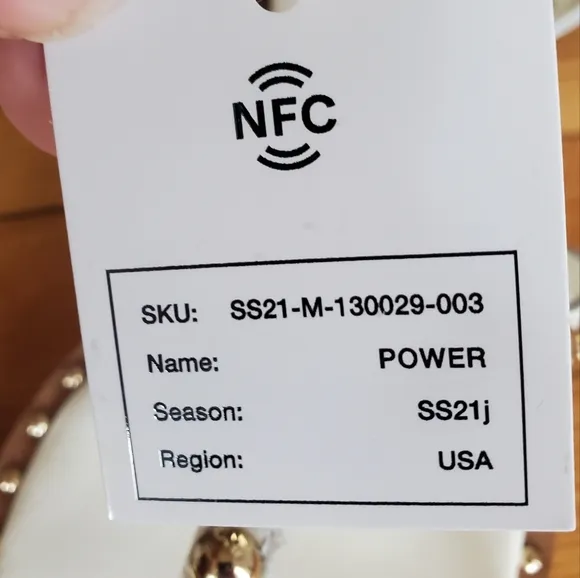 NFC
SKU: SS21-M-130029-003
Name: POWER
Season: SS21j
Region: USA